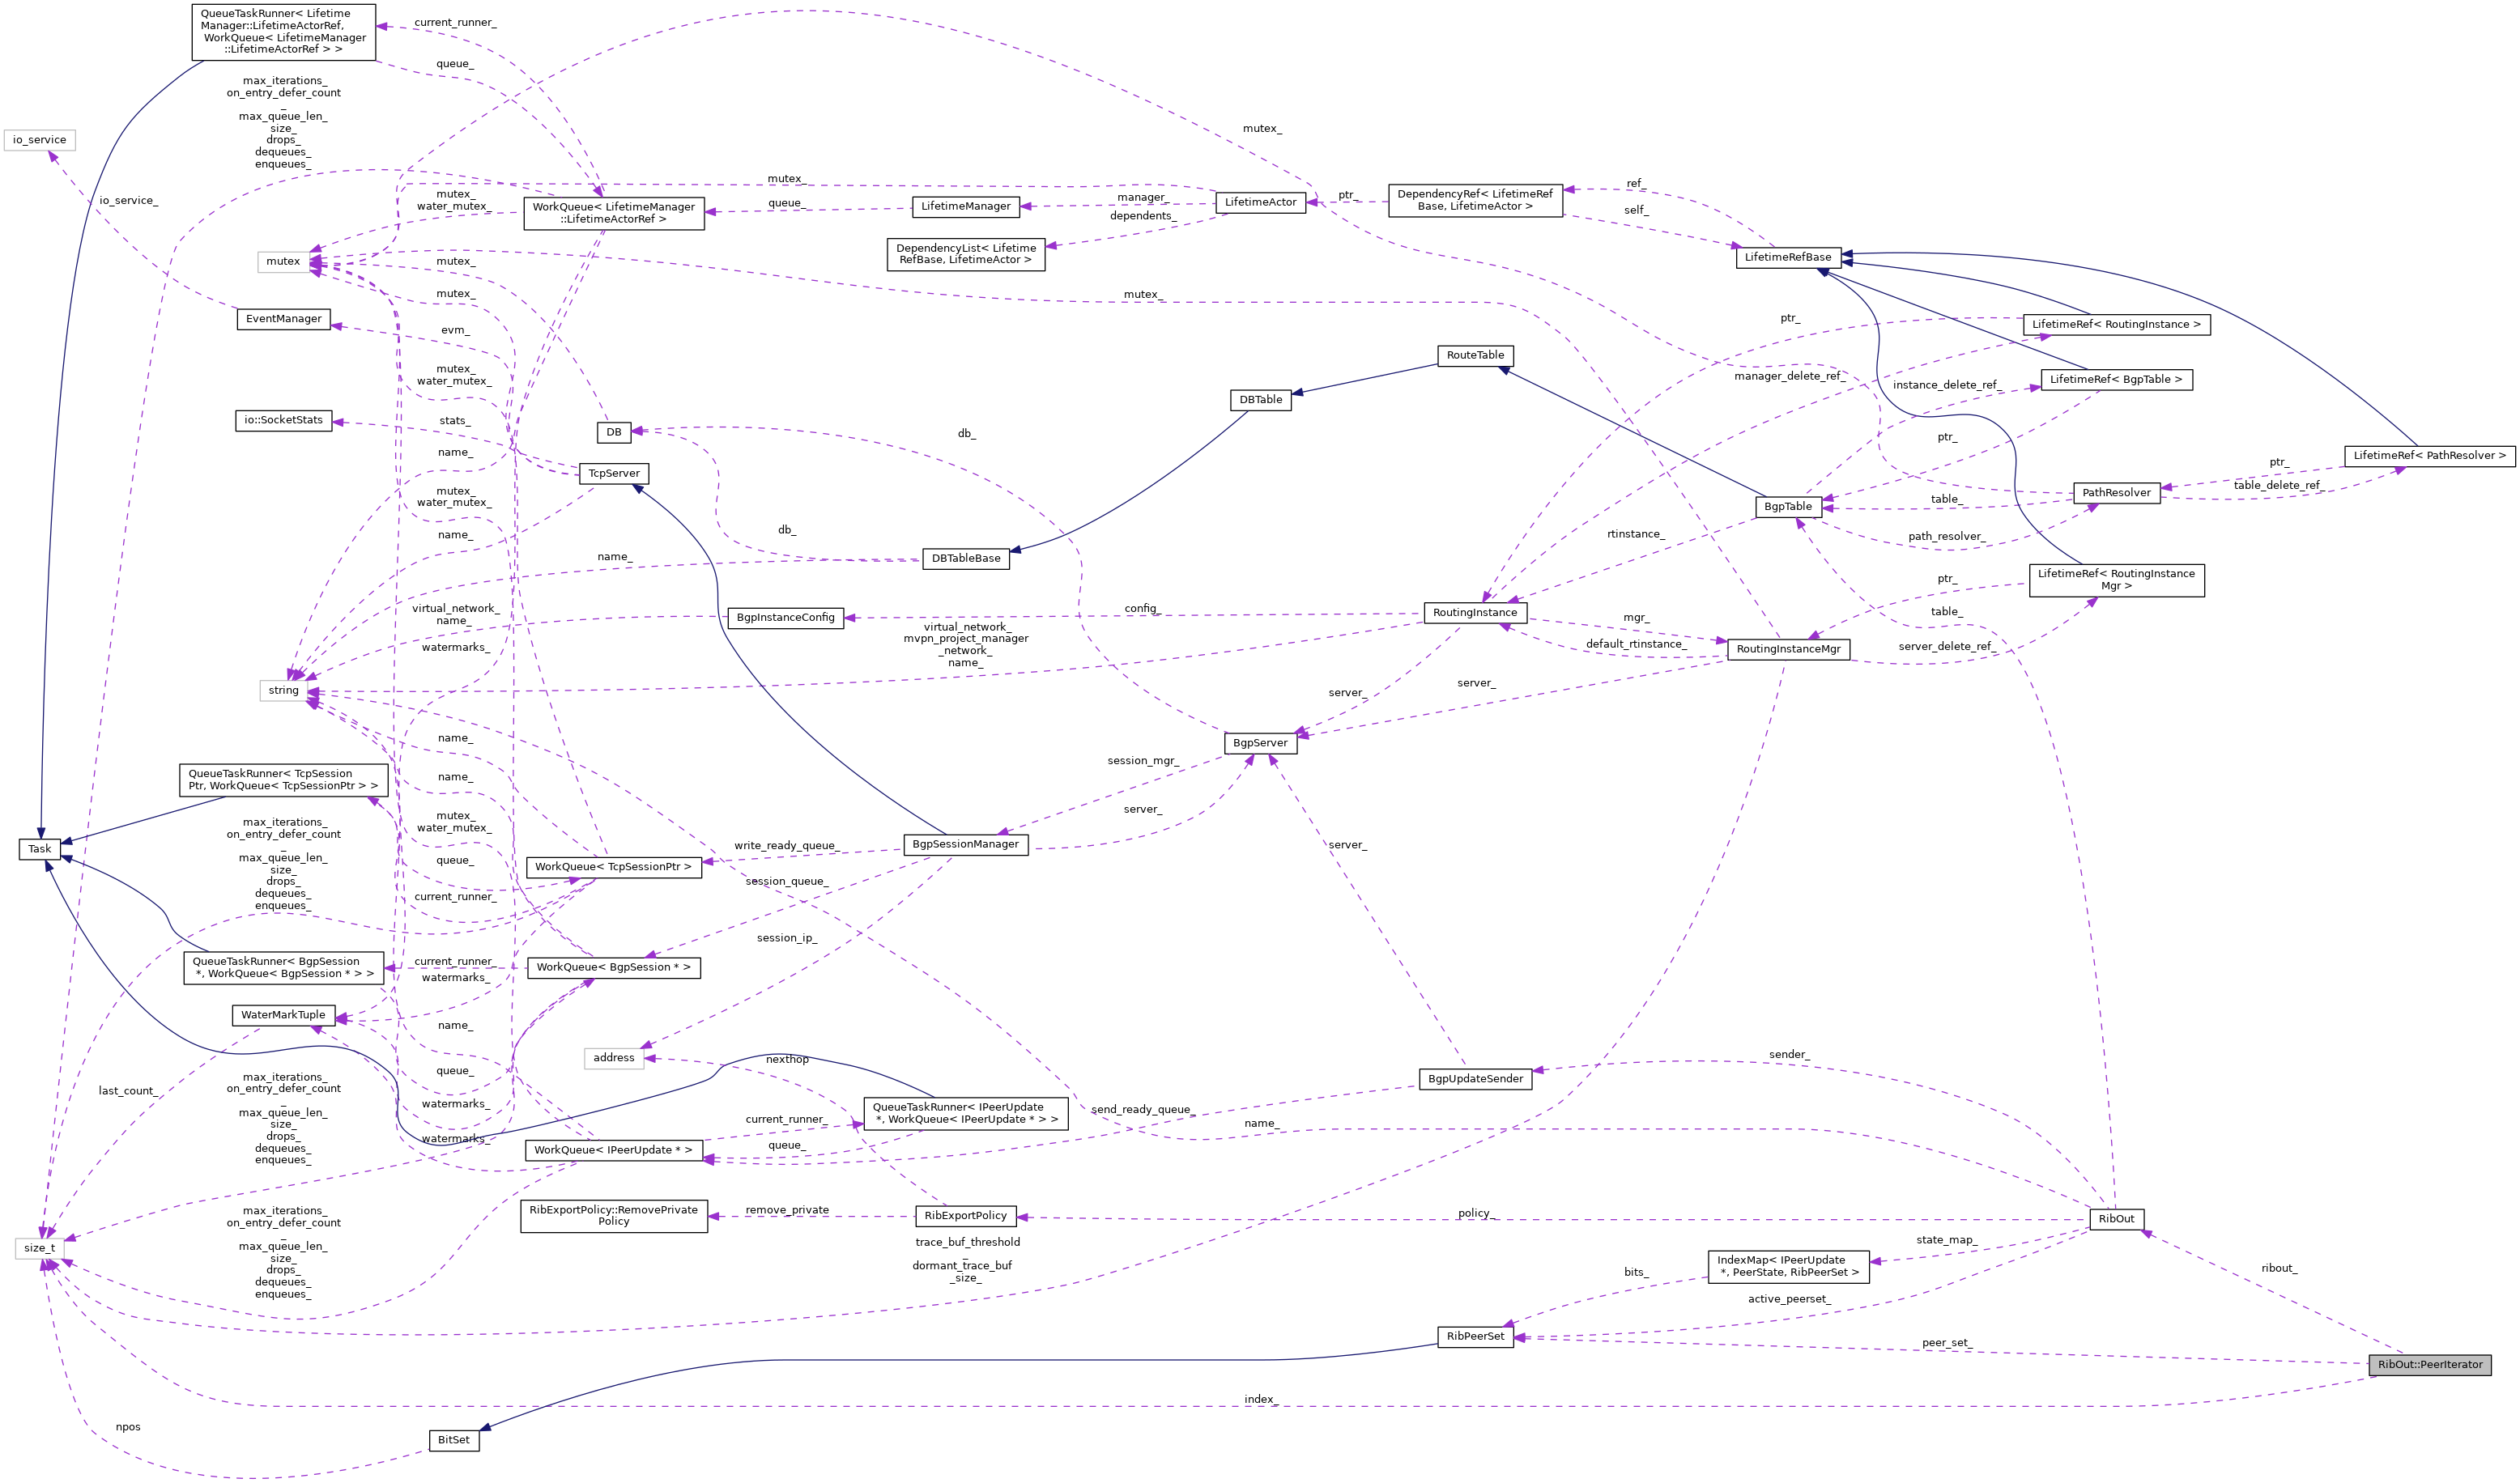 QueueTaskRunner< Lifetime
Manager::LifetimeActorRef,
WorkQueue< LifetimeManager
::LifetimeActorRef > >
current_runner_
queue_
max_iterations_
on_entry_defer_count
_
max_queue_len_
size_
drops_
dequeues_
enqueues_
io_service
io_service_
mutex_
mutex_
water_mutex_
WorkQueue< LifetimeManager
::LifetimeActorRef >
queue_
mutex_
LifetimeManager
manager_
dependents_
LifetimeActor
ptr_
DependencyRef< LifetimeRef
Base, LifetimeActor >
ref_
self_
DependencyList< Lifetime
RefBase, LifetimeActor >
LifetimeRefBase
mutex
mutex_
mutex_
mutex_
EventManager
evm_
ptr_
LifetimeRef< RoutingInstance >
RouteTable
manager_delete_ref_
instance_delete_ref_
LifetimeRef< BgpTable >
mutex_
water_mutex_
DBTable
io::SocketStats
stats_
DB
db_
ptr_
name_
TcpServer
LifetimeRef< PathResolver >
ptr_
table_delete_ref_
mutex_
water_mutex_
BgpTable
table_
PathResolver
name_
db_
rtinstance_
path_resolver_
name_
DBTableBase
LifetimeRef< RoutingInstance
Mgr >
ptr_
virtual_network_
name_
BgpInstanceConfig
config_
RoutingInstance
mgr_
table_
virtual_network_
mvpn_project_manager
_network_
name_
watermarks_
default_rtinstance_
RoutingInstanceMgr
server_delete_ref_
string
server_
server_
name_
BgpServer
session_mgr_
QueueTaskRunner< TcpSession
Ptr, WorkQueue< TcpSessionPtr > >
name_
server_
mutex_
water_mutex_
max_iterations_
on_entry_defer_count
_
max_queue_len_
size_
drops_
dequeues_
enqueues_
Task
write_ready_queue_
BgpSessionManager
server_
queue_
WorkQueue< TcpSessionPtr >
session_queue_
current_runner_
session_ip_
QueueTaskRunner< BgpSession
*, WorkQueue< BgpSession * > >
current_runner_
watermarks_
WorkQueue< BgpSession * >
WaterMarkTuple
name_
address
nexthop
sender_
queue_
BgpUpdateSender
last_count_
max_iterations_
on_entry_defer_count
_
max_queue_len_
size_
drops_
dequeues_
enqueues_
watermarks_
QueueTaskRunner< IPeerUpdate
*, WorkQueue< IPeerUpdate * > >
send_ready_queue_
current_runner_
name_
watermarks_
WorkQueue< IPeerUpdate * >
queue_
RibExportPolicy::RemovePrivate
Policy
remove_private
RibExportPolicy
policy_
RibOut
max_iterations_
on_entry_defer_count
_
max_queue_len_
size_
drops_
dequeues_
enqueues_
size_t
trace_buf_threshold
_
dormant_trace_buf
_size_
state_map_
IndexMap< IPeerUpdate
*, PeerState, RibPeerSet >
bits_
ribout_
active_peerset_
RibPeerSet
peer_set_
RibOut::PeerIterator
index_
npos
BitSet